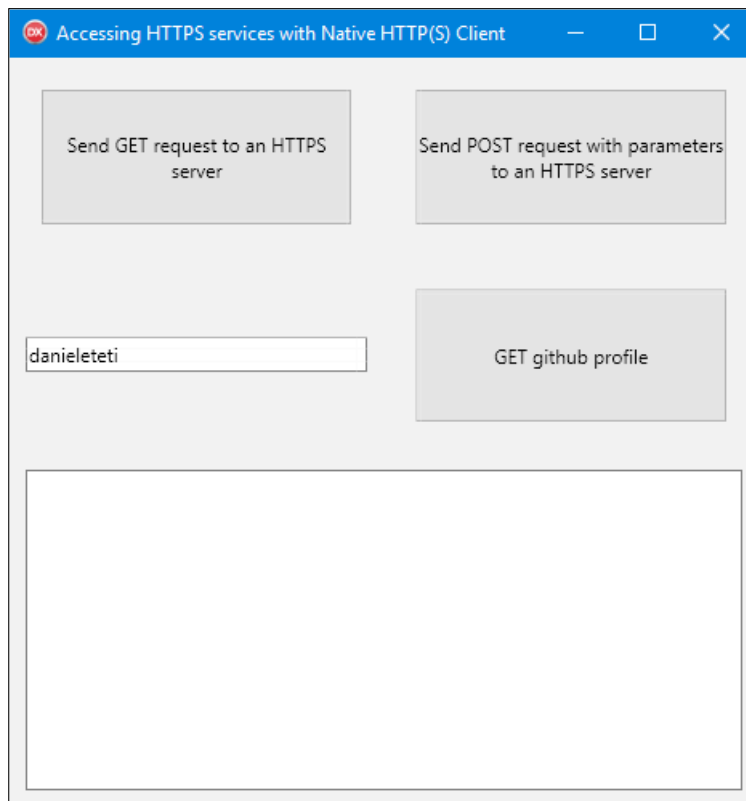 DX Accessing HTTPS services with Native HTTP(S) Client
Send GET request to an HTTPS
server
Send POST request with parameters
to an HTTPS server
danieleteti
GET github profile